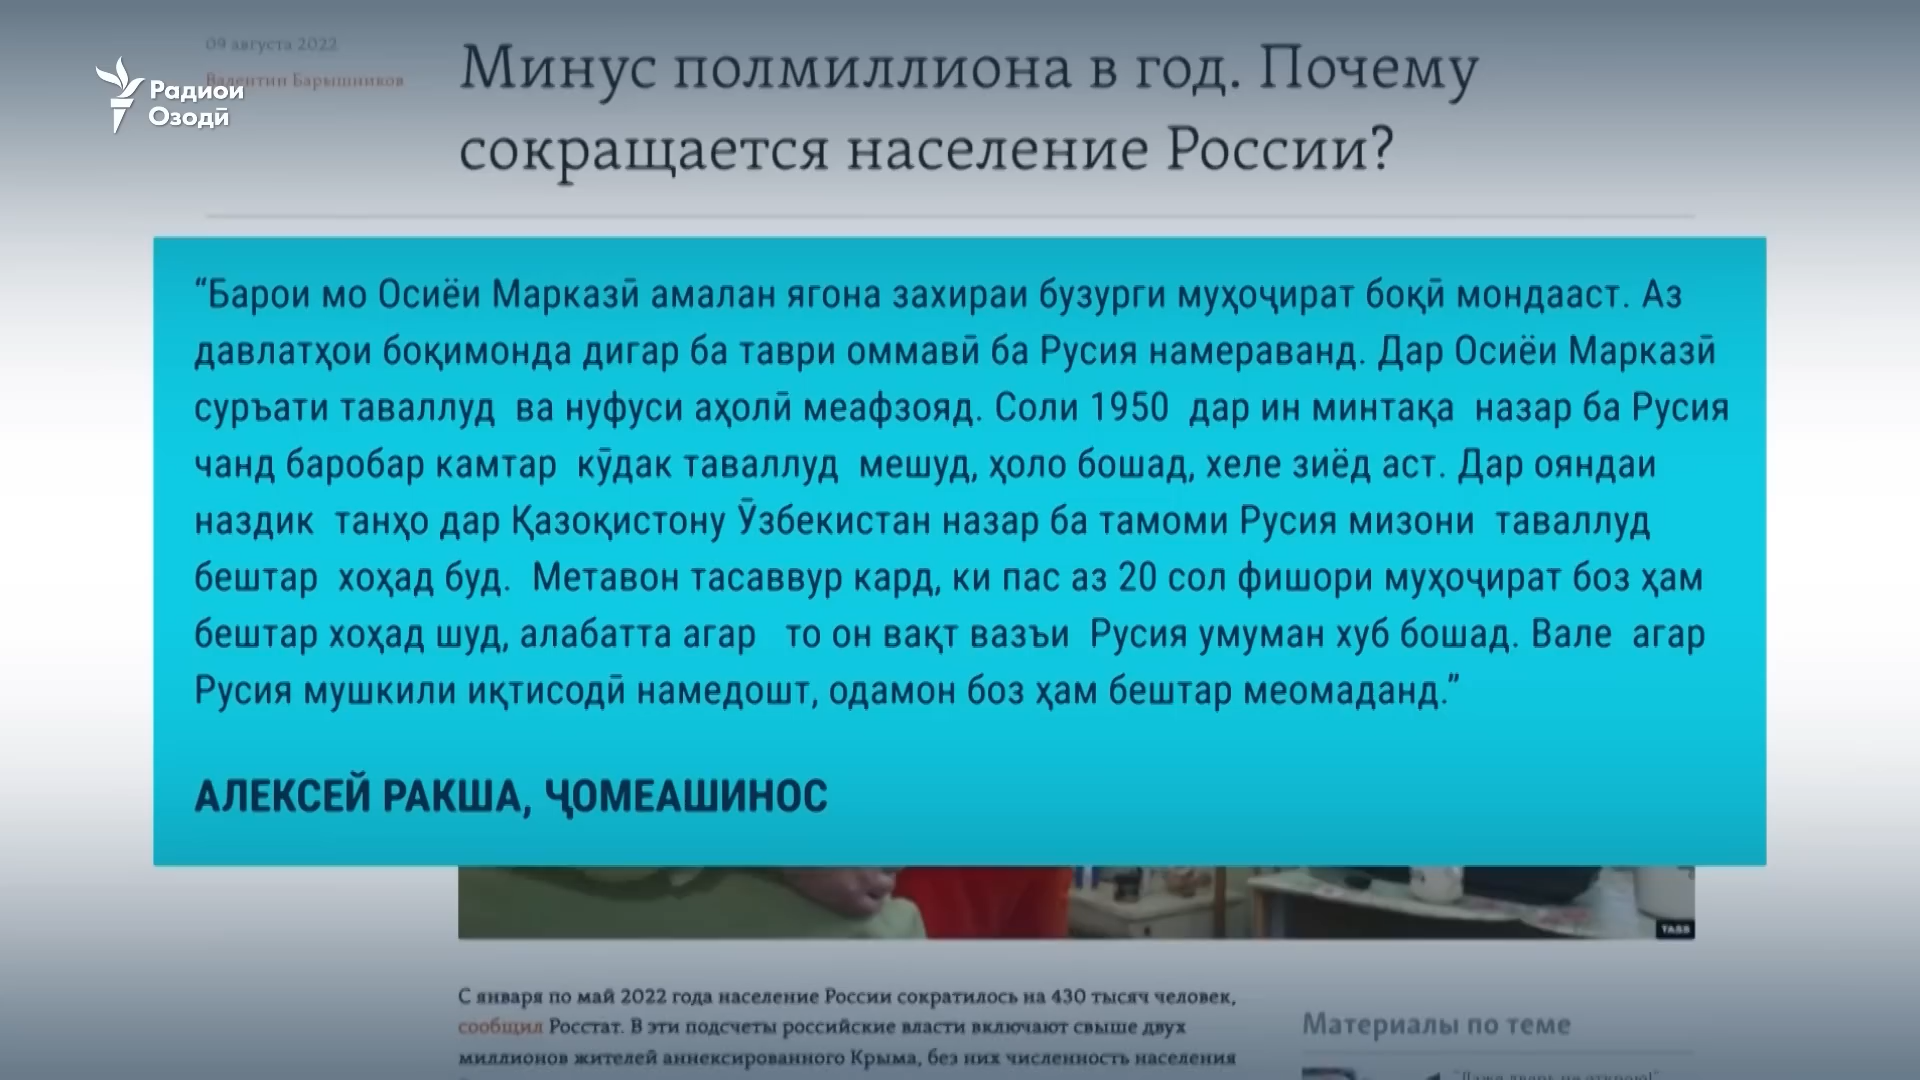 09 августа 2022
Валентин Барышников
Радиои
Озодӣ
Минус полмиллиона в год. Почему
сокращается население России?
“Барои мо Осиёи Марказӣ амалан ягона захираи бузурги муҳоҷират боқӣ мондааст. Аз
давлатҳои боқимонда дигар ба таври оммавӣ ба Русия намераванд. Дар Осиёи Марказӣ
суръати таваллуд ва нуфуси аҳолӣ меафзояд. Соли 1950 дар ин минтақа назар ба Русия
чанд баробар камтар кӯдак таваллуд мешуд, ҳоло бошад, хеле зиёд аст. Дар ояндаи
наздик танҳо дар Қазоқистону Ӯзбекистан назар ба тамоми Русия мизони таваллуд
бештар хоҳад буд. Метавон тасаввур кард, ки пас аз 20 сол фишори муҳоҷират боз ҳам
бештар хоҳад шуд, алабатта агар то он вақт вазъи Русия умуман хуб бошад. Вале агар
Русия мушкили иқтисодӣ намедошт, одамон боз ҳам бештар меомаданд.”
АЛЕКСЕЙ РАКША, ҶОМЕАШИНОС
TASS
С января по май 2022 года население России сократилось на 430 тысяч человек,
сообщил Росстат. В эти подсчеты российские власти включают свыше двух
миллионов жителей аннексированного Крыма, без них численность населения
Материалы по теме